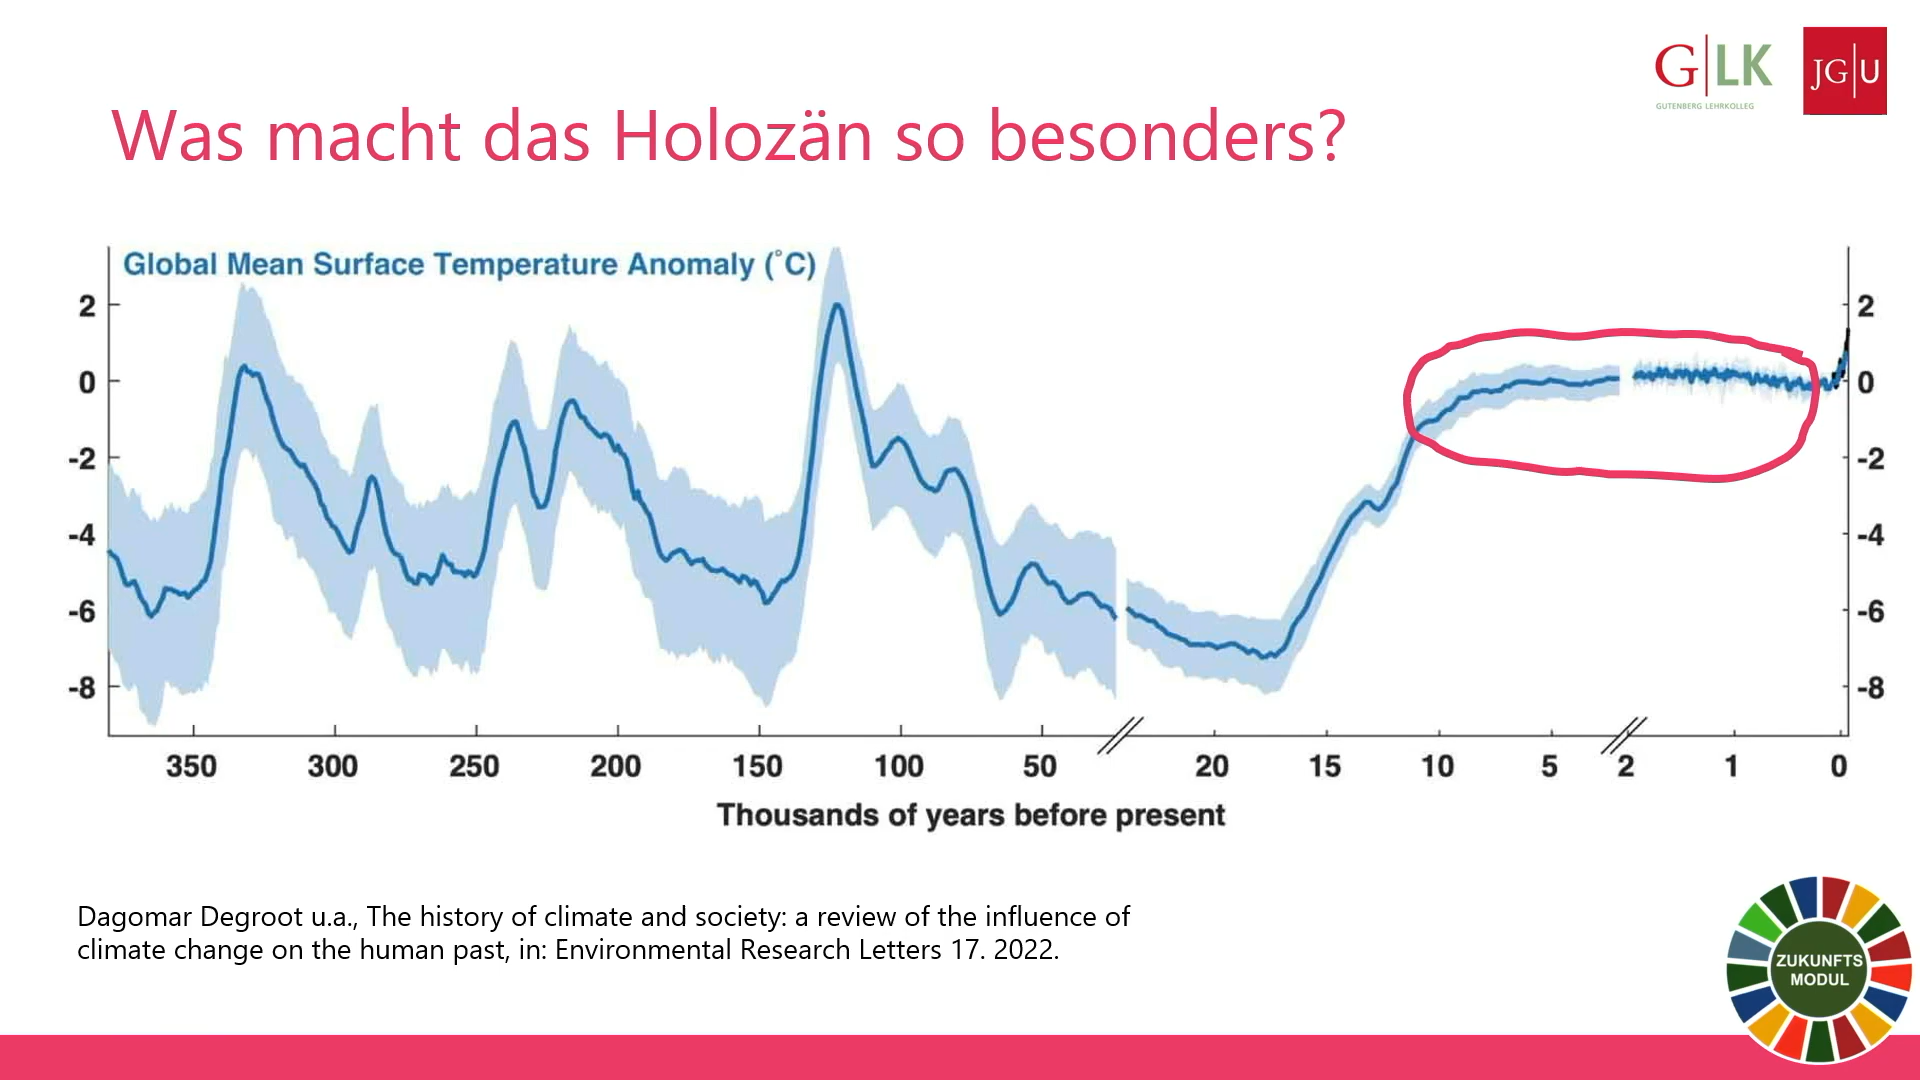 G|LK
GUTENBERG LEHRKOLLEG
JG|U
Was macht das Holozän so besonders?
Global Mean Surface Temperature Anomaly (°C)
2
0
-2
-4
-6
-8
2
0
-2
-4
-6
-8
350 300 250 200 150 100 50 20 15 10 5 2 1 0
Thousands of years before present
Dagomar Degroot u.a., The history of climate and society: a review of the influence of
climate change on the human past, in: Environmental Research Letters 17. 2022.
ZUKUNFTS
MODUL